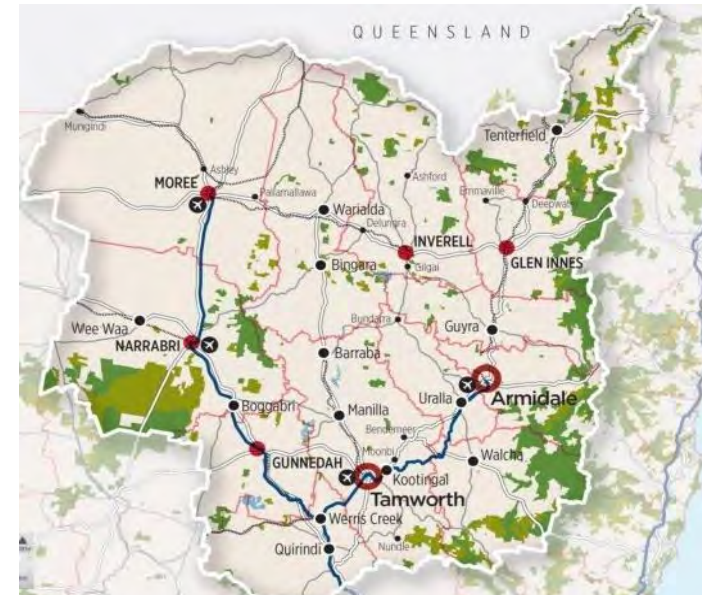 QUEENSLAND
Mungindi
Tenterfield
Ashley
MOREE
Pallamallawa
Ashford
Emmaville
Deepwater
Warialda
Delungra
INVERELL
GLEN INNES
Bingara
Gilgai
Bundarra
Guyra
Wee Waa
NARRABRI
Barraba
Uralla
Armidale
Boggabri
Manilla
Bendemeer
Moonbi
Walcha
GUNNEDAH
Kootingal
Tamworth
Werris Creek
Quirindi
Nundle